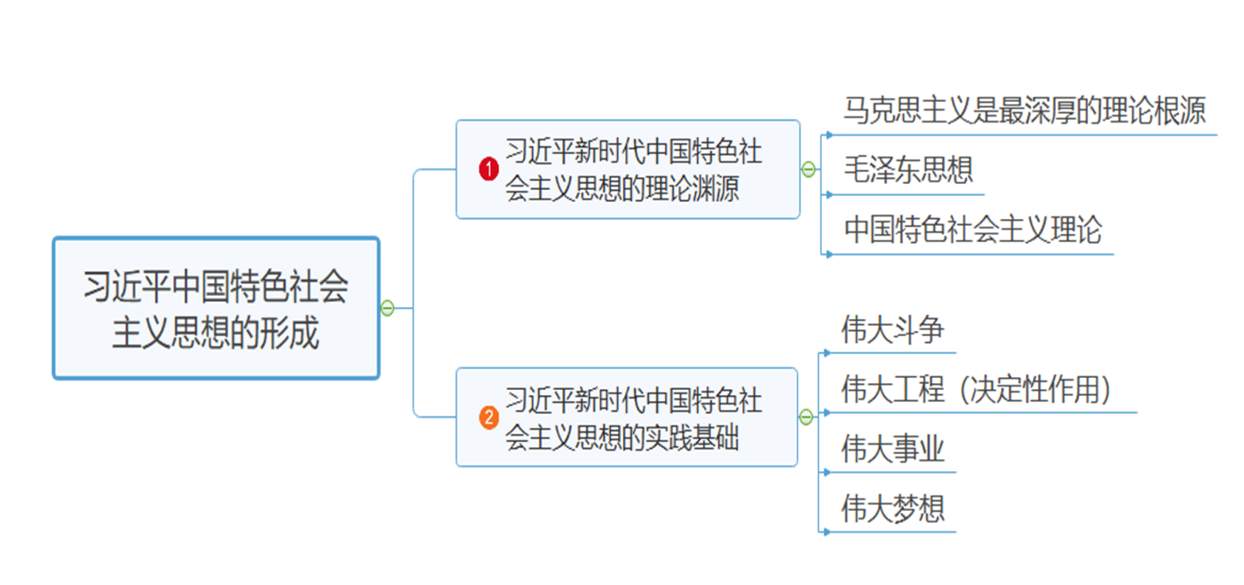 习近平中国特色社会
主义思想的形成
1
习近平新时代中国特色社
会主义思想的理论渊源
马克思主义是最深厚的理论根源
毛泽东思想
中国特色社会主义理论
2
习近平新时代中国特色社
会主义思想的实践基础
伟大斗争
伟大工程（决定性作用）
伟大事业
伟大梦想